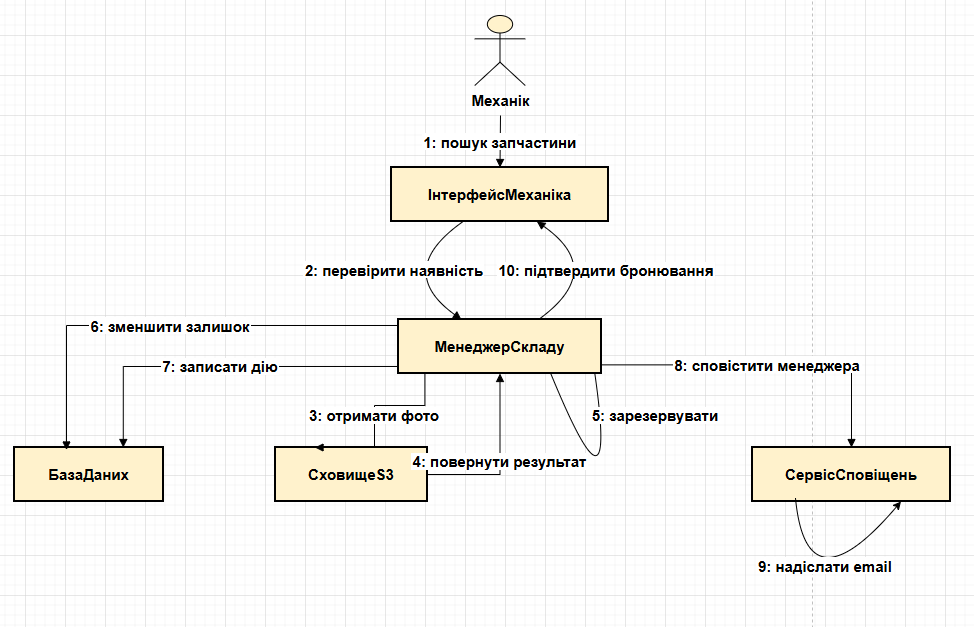 Механік
1: пошук запчастини
ІнтерфейсМеханіка
2: перевірити наявність
10: підтвердити бронювання
6: зменшити залишок
МенеджерСкладу
7: записати дію
8: сповістити менеджера
3: отримати фото
5: зарезервувати
4: повернути результат
БазаДаних
СховищеS3
СервісСповіщень
9: надіслати email